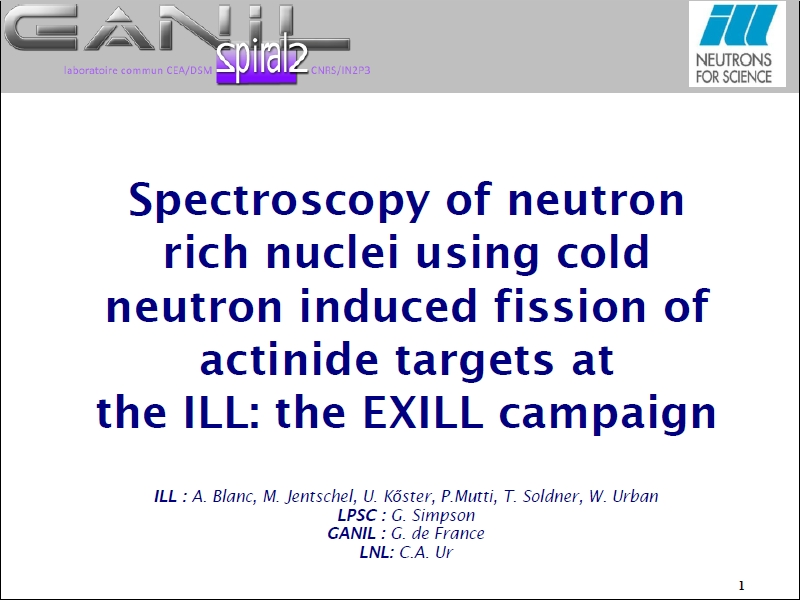 GANIL
Spiral2
laboratoire commun CEA/DSM CNRS/IN2P3
ill
NEUTRONS
FOR SCIENCE
Spectroscopy of neutron
rich nuclei using cold
neutron induced fission of
actinide targets at
the ILL: the EXILL campaign
ILL : A. Blanc, M. Jentschel, U. Kőster, P.Mutti, T. Soldner, W. Urban
LPSC : G. Simpson
GANIL : G. de France
LNL: C.A. Ur
1